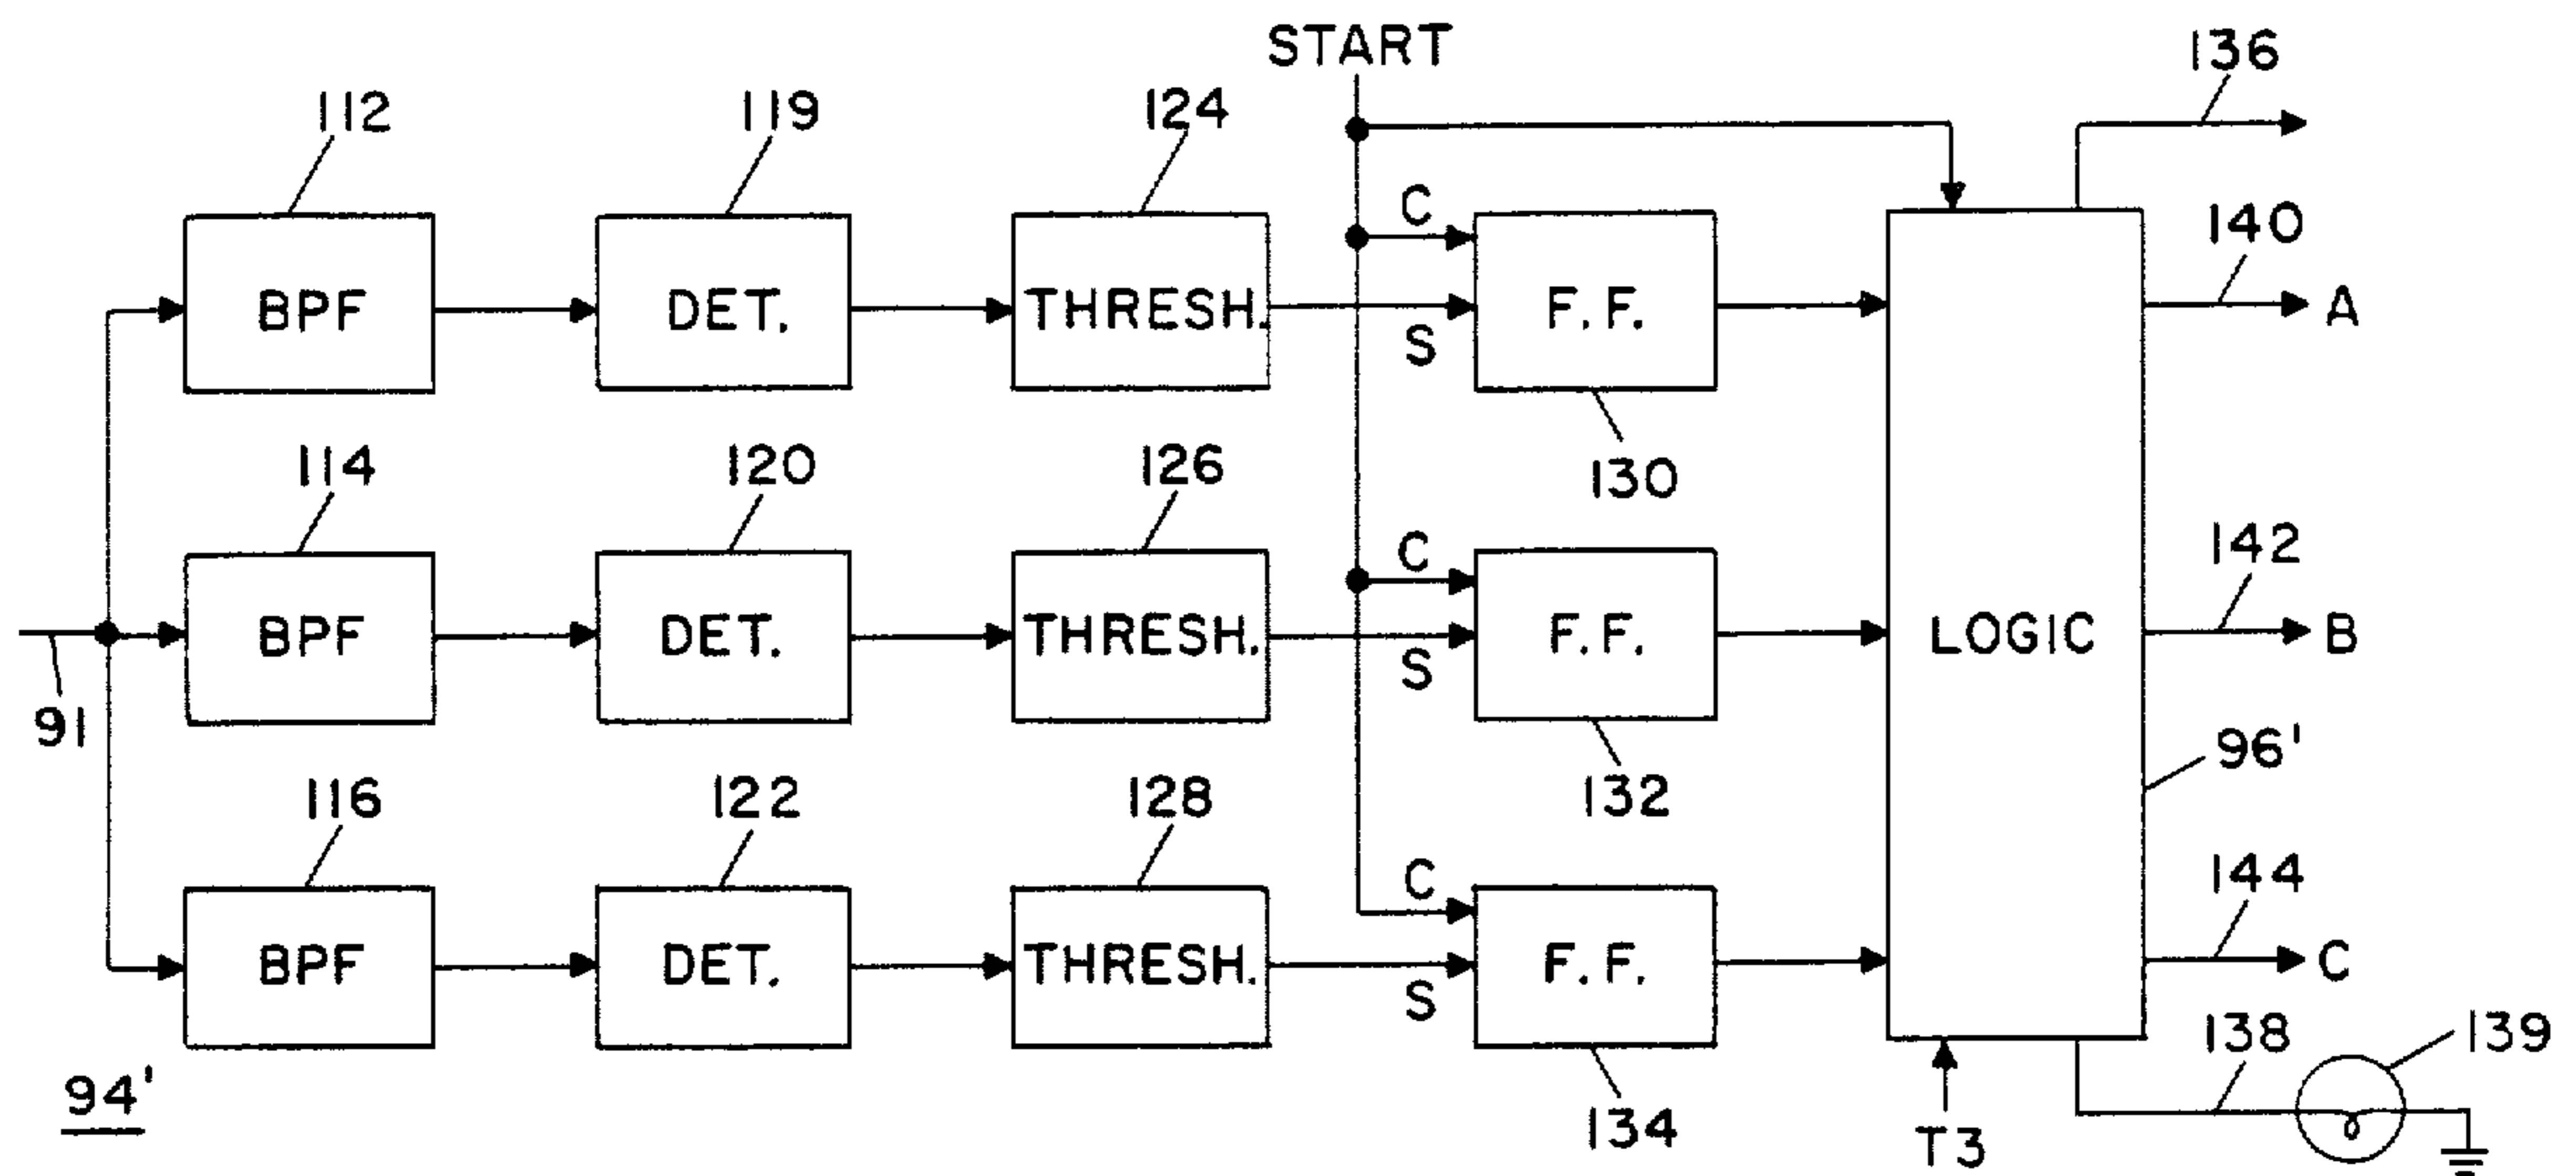 START
136
112
119
124
C
140
BPF
DET.
THRESH.
F.F.
A
S
114
120
126
130
C
142
BPF
DET.
THRESH.
F.F.
LOGIC
B
S
91
96'
116
122
128
132
C
144
BPF
DET.
THRESH.
F.F.
C
S
138
139
94'
134
T3